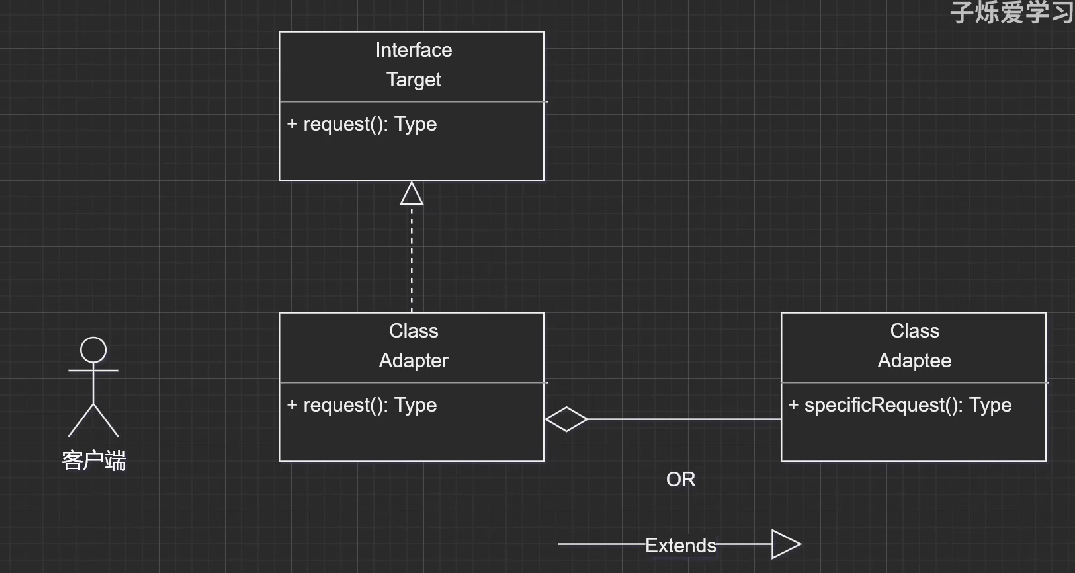 子烁爱学习
Interface
Target
+ request(): Type
Class
Adapter
+ request(): Type
Class
Adaptee
+ specificRequest(): Type
客户端
OR
Extends